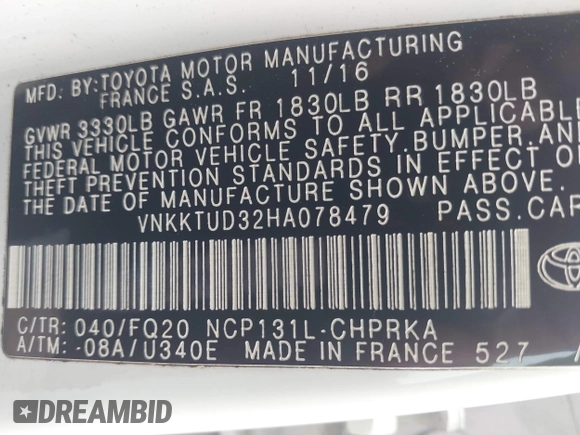 MFD. BY:TOYOTA MOTOR MANUFACTURING
FRANCE S.A.S. 11/16
GVWR 3330LB GAWR FR 1830LB RR 1830LB
THIS VEHICLE CONFORMS TO ALL APPLICABLE
FEDERAL MOTOR VEHICLE SAFETY, BUMPER, AND
THEFT PREVENTION STANDARDS IN EFFECT O
THE DATE OF MANUFACTURE SHOWN ABOVE.
VNKKTUD32HA078479 PASS.CAR
C/TR: 040/FQ20 NCP131L-CHPRKA
A/TM: -08A/U340E MADE IN FRANCE 527
DREAMBID